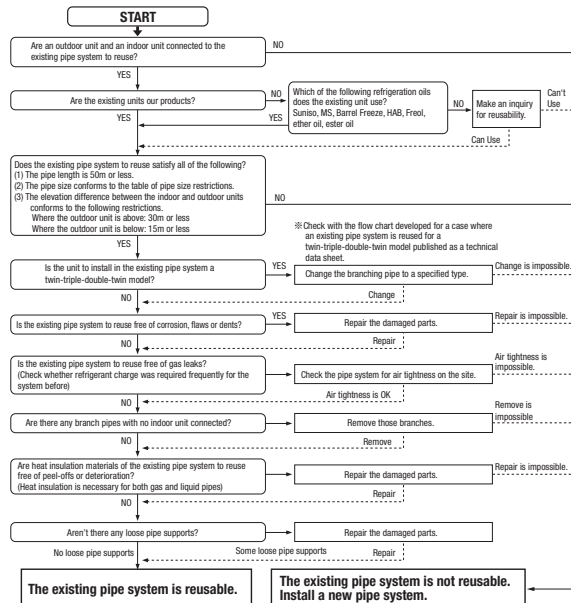 START
Are an outdoor unit and an indoor unit connected to the
existing pipe system to reuse?
NO
YES
Are the existing units our products?
NO
Which of the following refrigeration oils
does the existing unit use?
Suniso, MS, Barrel Freeze, HAB, Freol,
ether oil, ester oil
NO
Make an inquiry
for reusability.
Can't
Use
YES
YES
Can Use
Does the existing pipe system to reuse satisfy all of the following?
(1) The pipe length is 50m or less.
(2) The pipe size conforms to the table of pipe size restrictions.
(3) The elevation difference between the indoor and outdoor units
conforms to the following restrictions.
Where the outdoor unit is above: 30m or less
Where the outdoor unit is below: 15m or less
NO
YES
※Check with the flow chart developed for a case where
an existing pipe system is reused for a
twin-triple-double-twin model published as a technical
data sheet.
Is the unit to install in the existing pipe system a
twin-triple-double-twin model?
YES
Change the branching pipe to a specified type.
Change is impossible.
NO
Change
Is the existing pipe system to reuse free of corrosion, flaws or dents?
YES
Repair the damaged parts.
Repair is impossible.
NO
Repair
Is the existing pipe system to reuse free of gas leaks?
(Check whether refrigerant charge was required frequently for the
system before)
Check the pipe system for air tightness on the site.
Air tightness is
impossible.
NO
Air tightness is OK
Are there any branch pipes with no indoor unit connected?
Remove those branches.
Remove is
impossible
NO
Remove
Are heat insulation materials of the existing pipe system to reuse
free of peel-offs or deterioration?
(Heat insulation is necessary for both gas and liquid pipes)
Repair the damaged parts.
Repair is impossible.
NO
Repair
Aren't there any loose pipe supports?
Repair the damaged parts.
No loose pipe supports
Some loose pipe supports
Repair
The existing pipe system is reusable.
The existing pipe system is not reusable.
Install a new pipe system.